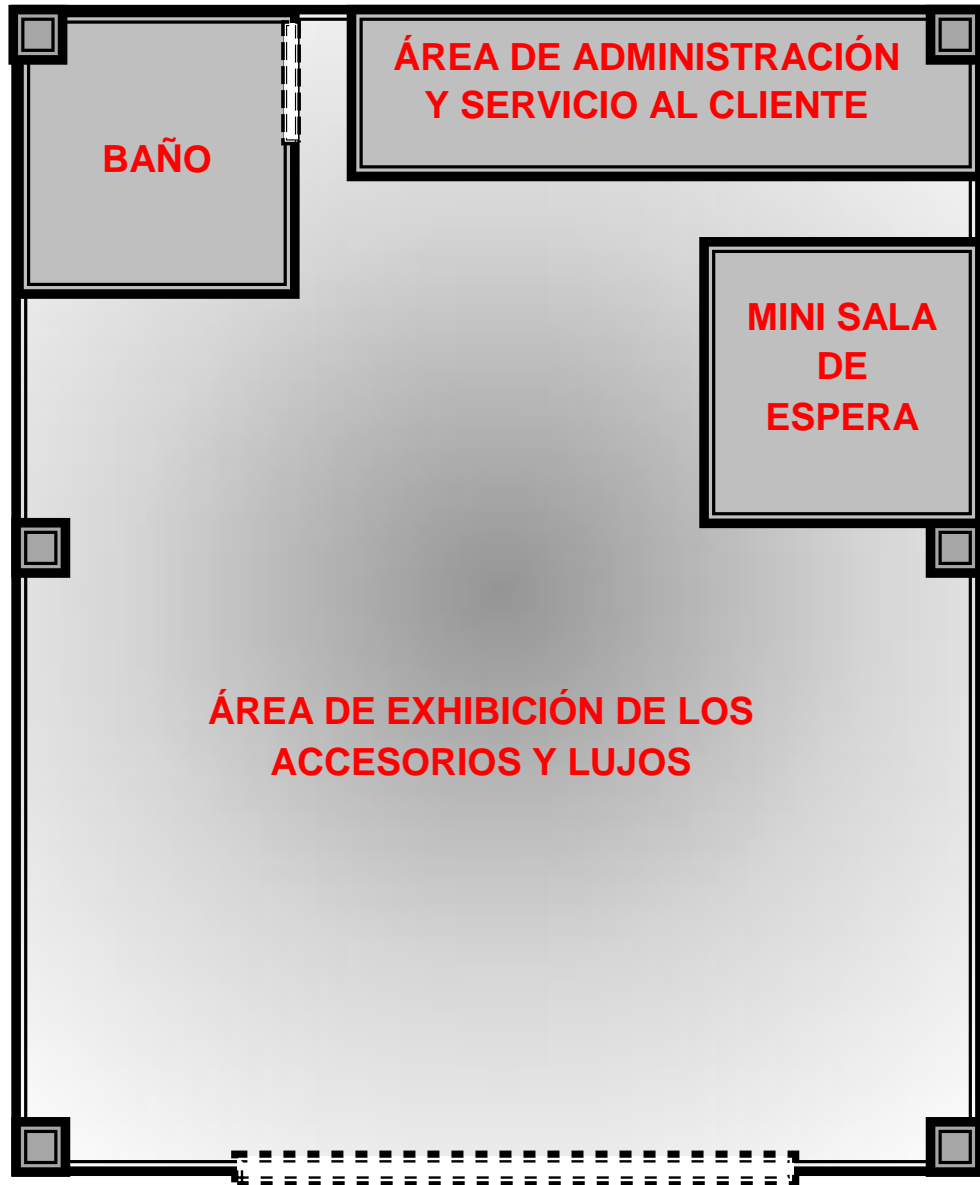 ÁREA DE ADMINISTRACIÓN
Y SERVICIO AL CLIENTE
BAÑO
MINI SALA
DE
ESPERA
ÁREA DE EXHIBICIÓN DE LOS
ACCESORIOS Y LUJOS